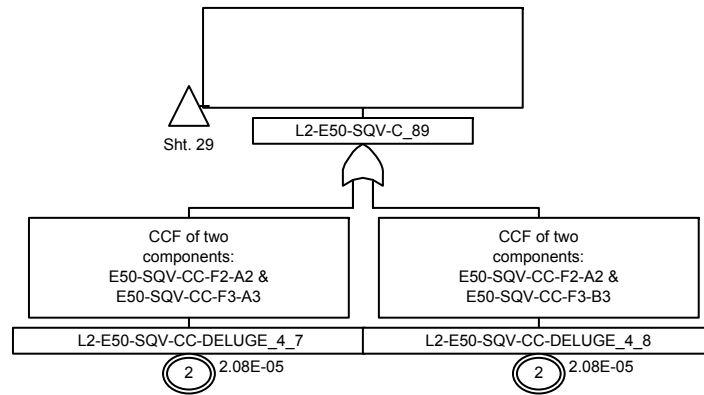 L2-E50-SQV-C_89
Sht. 29
CCF of two
components:
E50-SQV-CC-F2-A2 &
E50-SQV-CC-F3-A3
CCF of two
components:
E50-SQV-CC-F2-A2 &
E50-SQV-CC-F3-B3
L2-E50-SQV-CC-DELUGE_4_7
L2-E50-SQV-CC-DELUGE_4_8
2
2.08E-05
2
2.08E-05